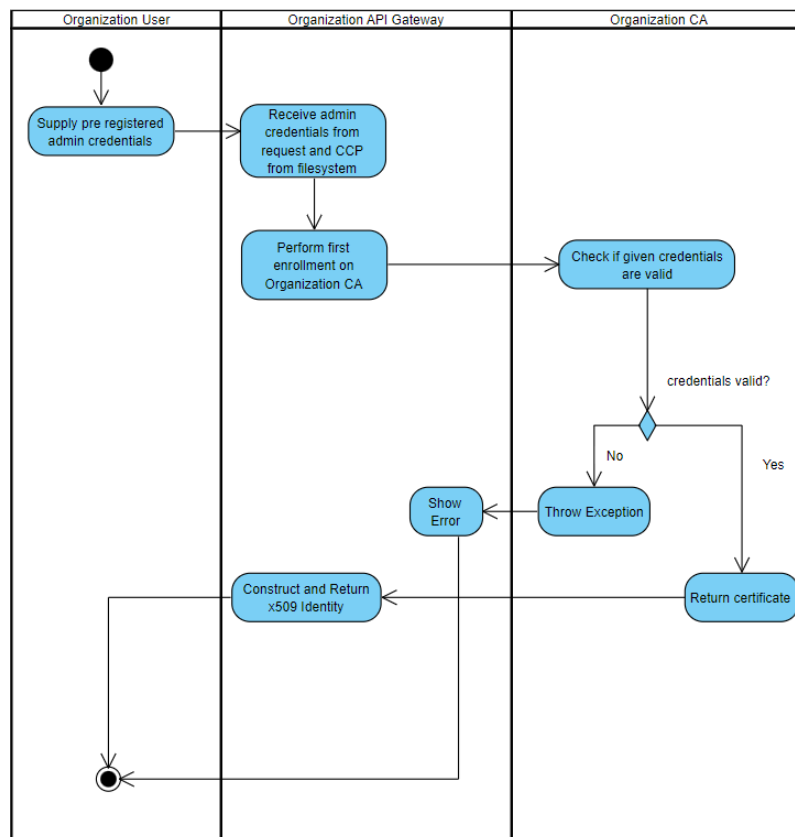 Organization User
Organization API Gateway
Organization CA
Supply pre registered
admin credentials
Receive admin
credentials from
request and CCP
from filesystem
Perform first
enrollment on
Organization CA
Check if given credentials
are valid
credentials valid?
No
Yes
Show
Error
Throw Exception
Construct and Return
x509 Identity
Return certificate